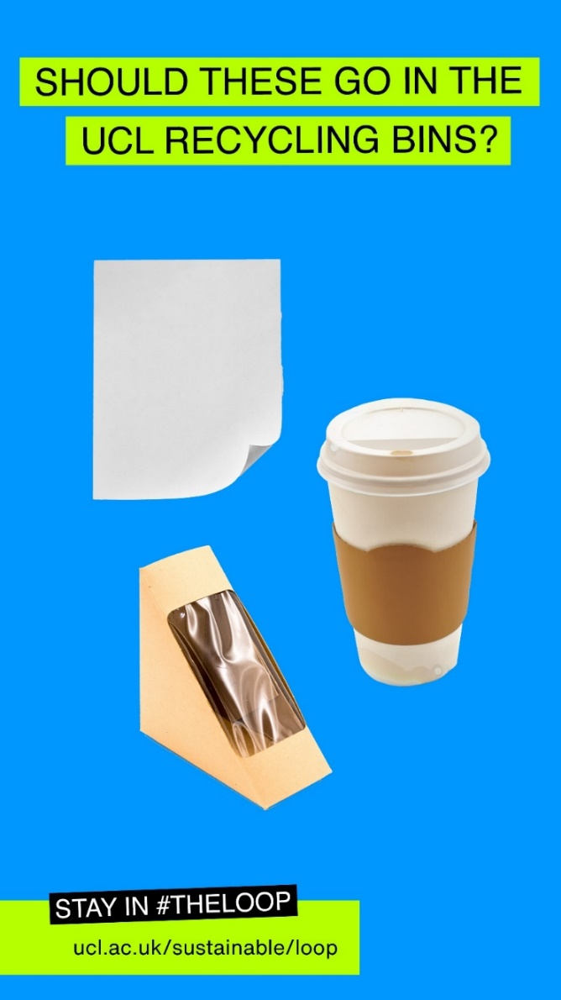 SHOULD THESE GO IN THE
UCL RECYCLING BINS?
STAY IN #THELOOP
ucl.ac.uk/sustainable/loop